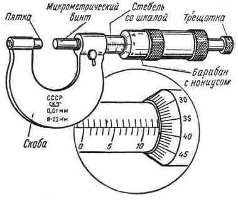 Пятка
Микрометрический
винт
Стебель
со шкалой
Трещотка
Барабан
с нониусом
Скоба
СССР
0,01мм
0-25мм
0
5
10
30
35
40
45